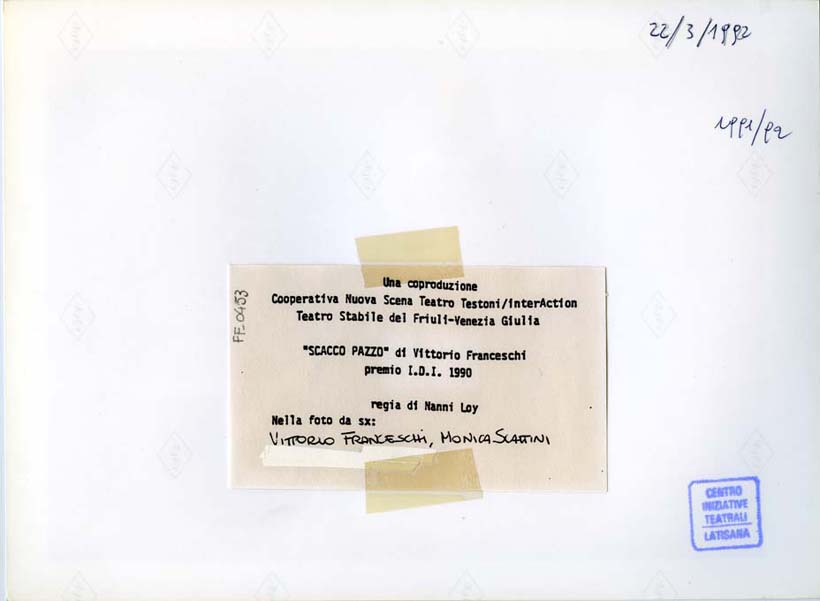 22/3/1992
1991/92
FF.0453
Una coproduzione
Cooperativa Nuova Scena Teatro Testoni/interAction
Teatro Stabile del Friuli-Venezia Giulia
"SCACCO PAZZO" di Vittorio Franceschi
premio I.D.I. 1990
regia di Nanni Loy
Nella foto da sx:
VITTORIO FRANCESCHI, MONICA SCATTINI
CENTRO
INIZIATIVE
TEATRALI
LATISANA